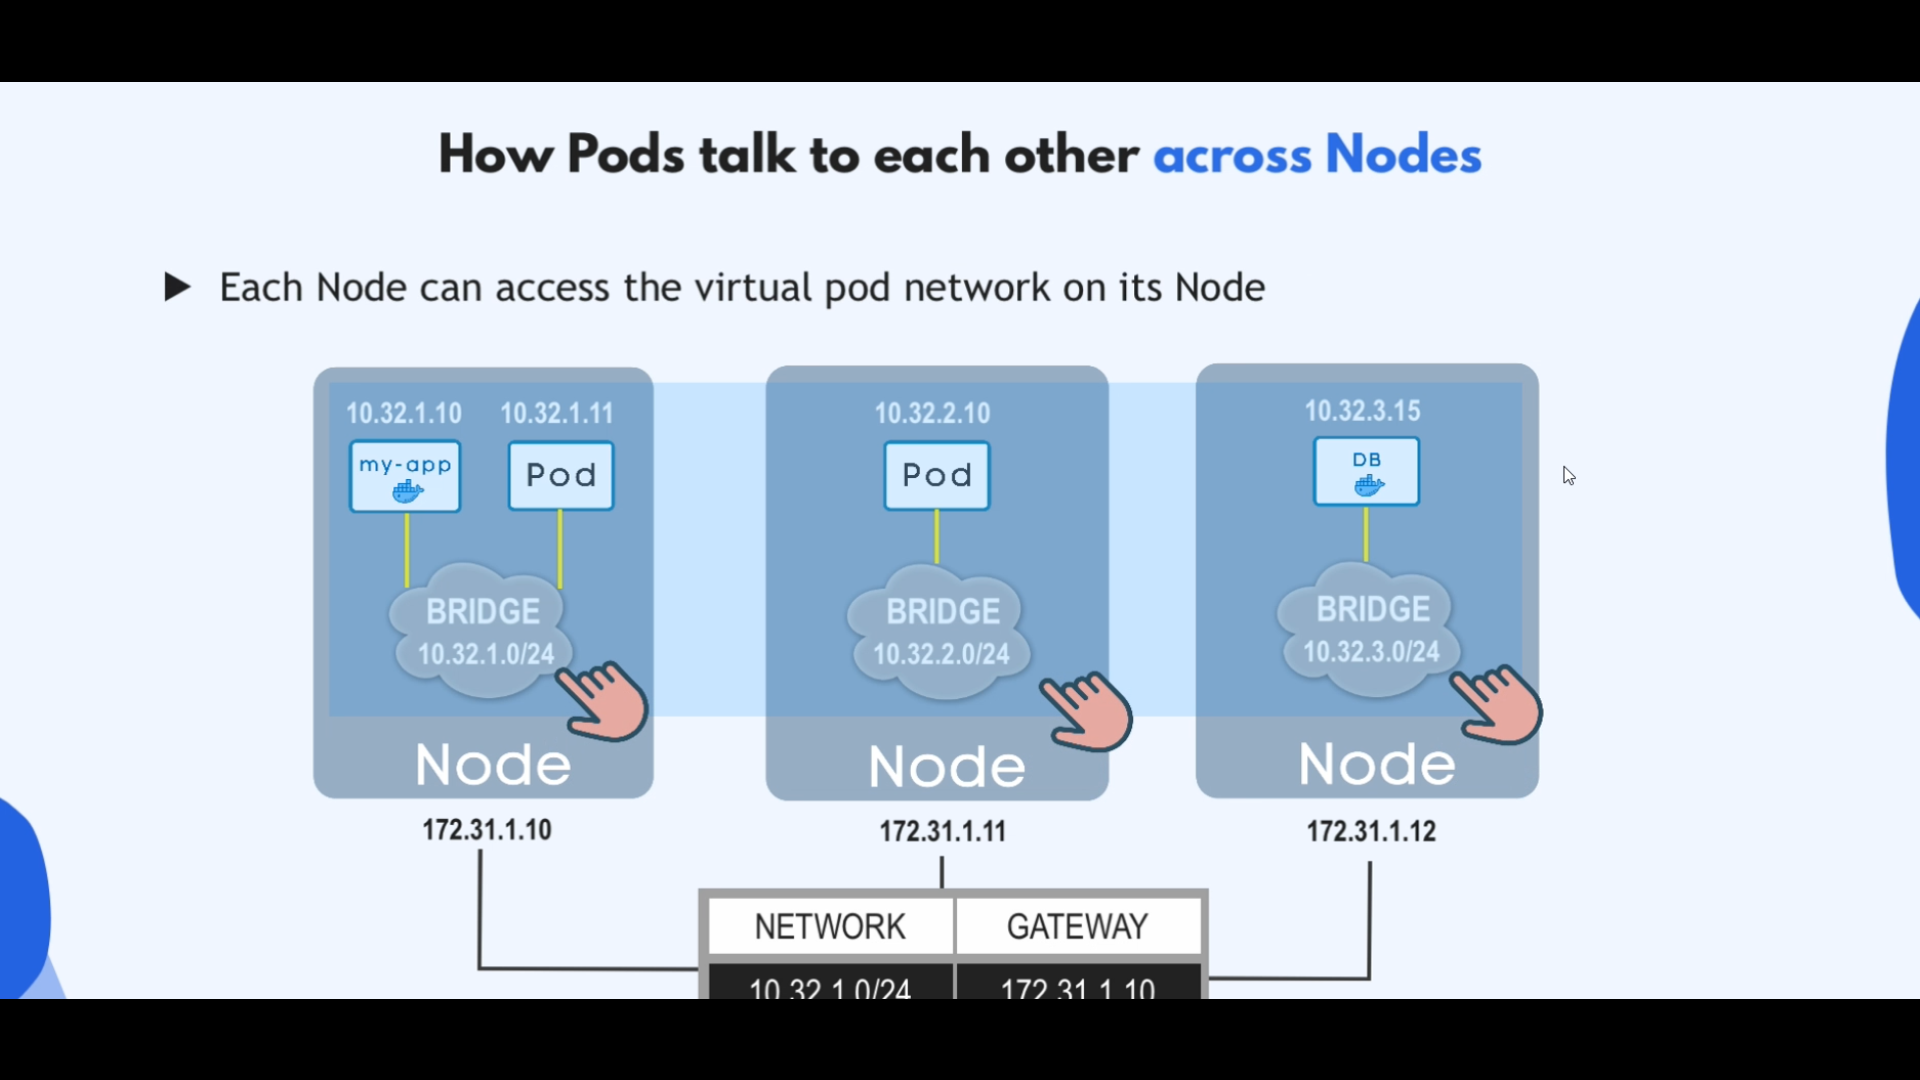 How Pods talk to each other across Nodes
Each Node can access the virtual pod network on its Node
10.32.1.10
10.32.1.11
my-app
Pod
BRIDGE
10.32.1.0/24
Node
172.31.1.10
10.32.2.10
Pod
BRIDGE
10.32.2.0/24
Node
172.31.1.11
10.32.3.15
DB
BRIDGE
10.32.3.0/24
Node
172.31.1.12
NETWORK GATEWAY
10.32.1.0/24 172.31.1.10